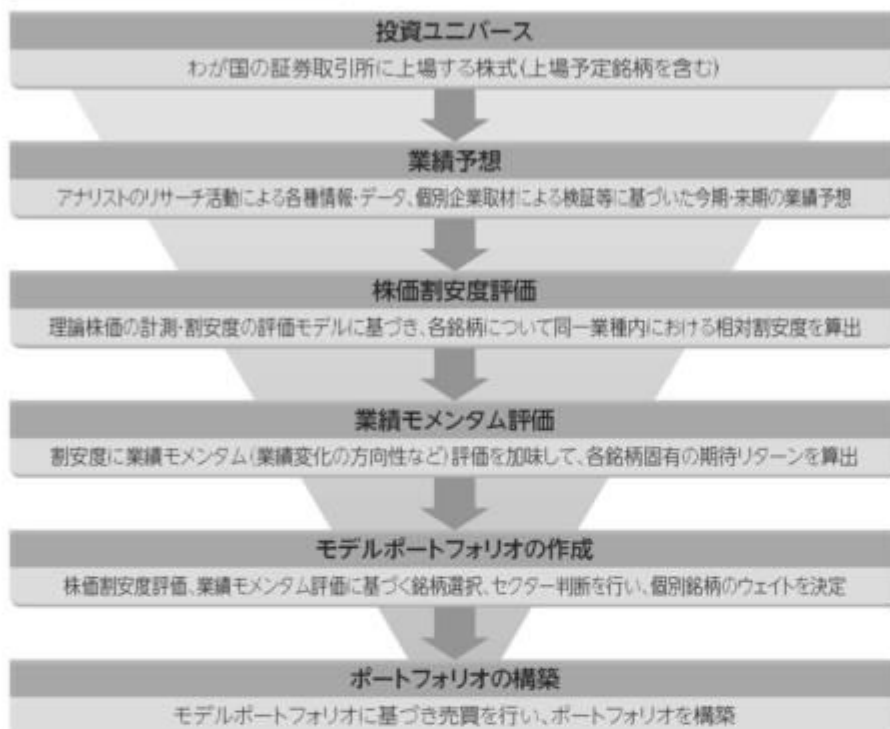 投資ユニバース
わが国の証券取引所に上場する株式(上場予定銘柄を含む)
業績予想
アナリストのリサーチ活動による各種情報・データ、個別企業取材による検証等に基づいた今期・来期の業績予想
株価割安度評価
理論株価の計測・割安度の評価モデルに基づき、各銘柄について同一業種内における相対割安度を算出
業績モメンタム評価
割安度に業績モメンタム(業績変化の方向性など)評価を加味して、各銘柄固有の期待リターンを算出
モデルポートフォリオの作成
株価割安度評価、業績モメンタム評価に基づく銘柄選択、セクター判断を行い、個別銘柄のウェイトを決定
ポートフォリオの構築
モデルポートフォリオに基づき売買を行い、ポートフォリオを構築